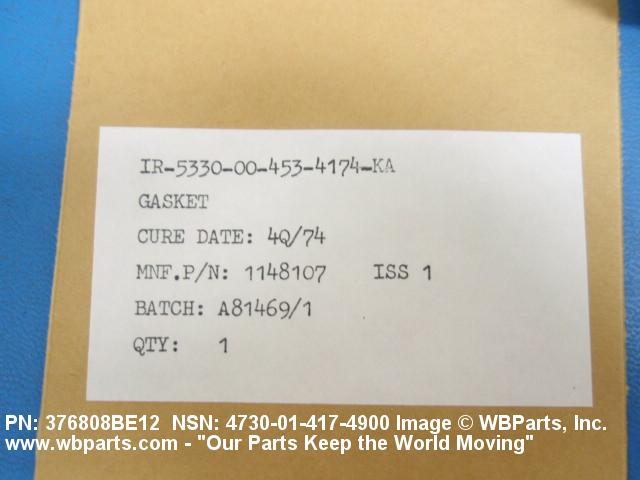 IR-5330-00-453-4174-KA
GASKET
CURE DATE: 4Q/74
MNF.P/N: 1148107 ISS 1
BATCH: A81469/1
QTY: 1
PN: 376808BE12 NSN: 4730-01-417-4900 Image © WBParts, Inc.
www.wbparts.com - "Our Parts Keep the World Moving"